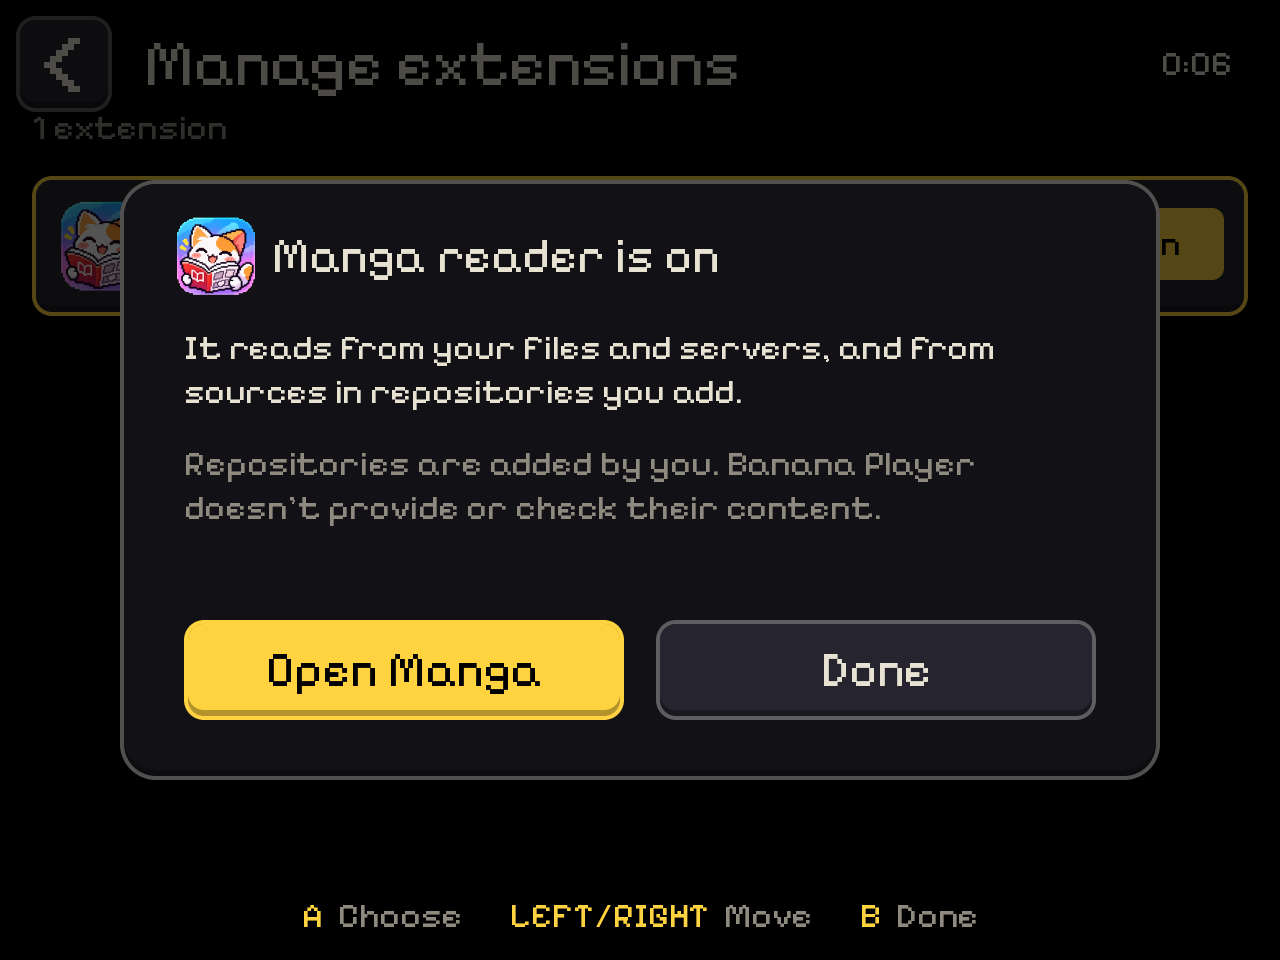 Manage extensions
0:06
1 extension
n
Manga reader is on
It reads from your files and servers, and from
sources in repositories you add.
Repositories are added by you. Banana Player
doesn't provide or check their content.
Open Manga
Done
A Choose LEFT/RIGHT Move B Done